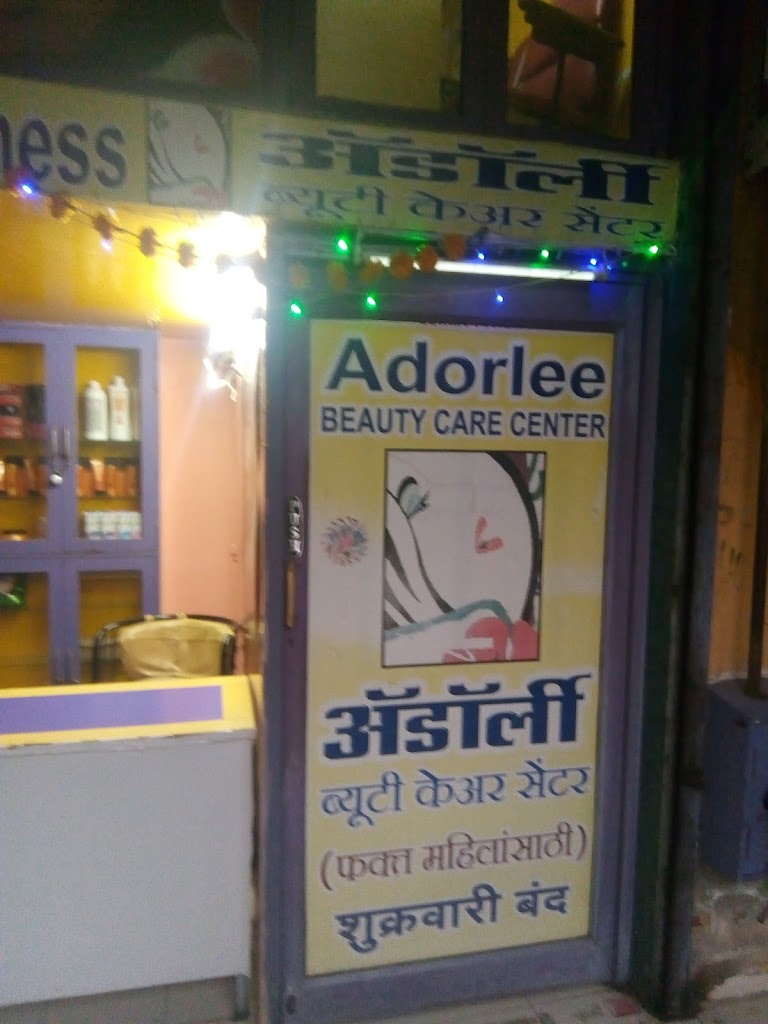 ness
अ‍ॅडॉर्ली
ब्यूटी केअर सेंटर
Adorlee
BEAUTY CARE CENTER
अ‍ॅडॉर्ली
ब्यूटी केअर सेंटर
(फक्त महिलांसाठी)
शुक्रवारी बंद